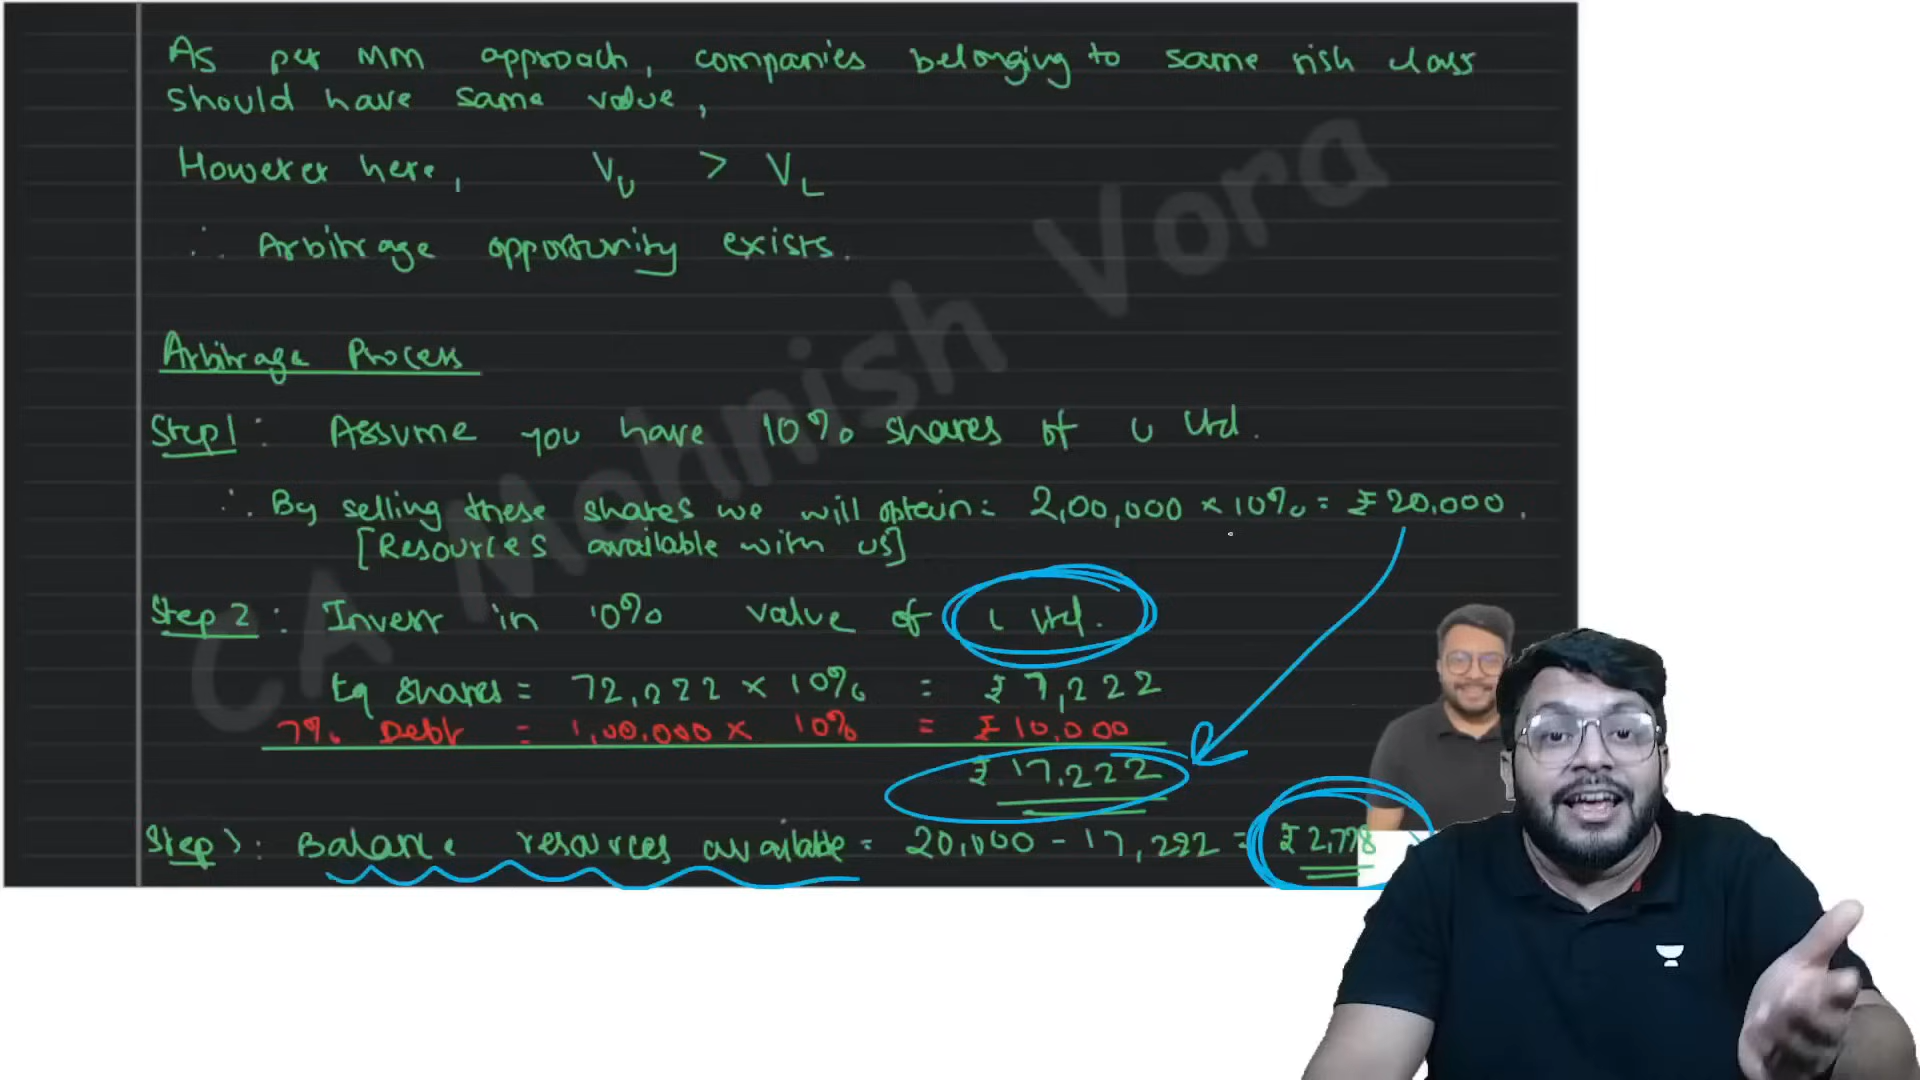 As per MM approach, companies belonging to same risk class
should have same value,
However here, VU > VL
∴ Arbitrage opportunity exists.
Arbitrage Process
Step 1: Assume you have 10% shares of U Ltd.
∴ By selling these shares we will obtain = 2,00,000 × 10% = ₹20,000.
[Resources available with us]
Step 2: Invest in 10% value of L Ltd.
Eq shares = 72,222 × 10% = ₹7,222
7% Debt = 1,00,000 × 10% = ₹10,000
₹17,222
Step 3: Balance resources available = 20,000 - 17,222 = ₹2,778
CA Mohnish Vora